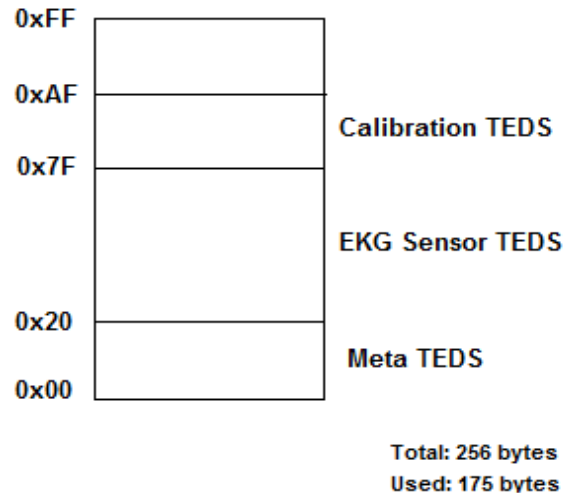 0xFF
0xAF
Calibration TEDS
0x7F
EKG Sensor TEDS
0x20
Meta TEDS
0x00
Total: 256 bytes
Used: 175 bytes